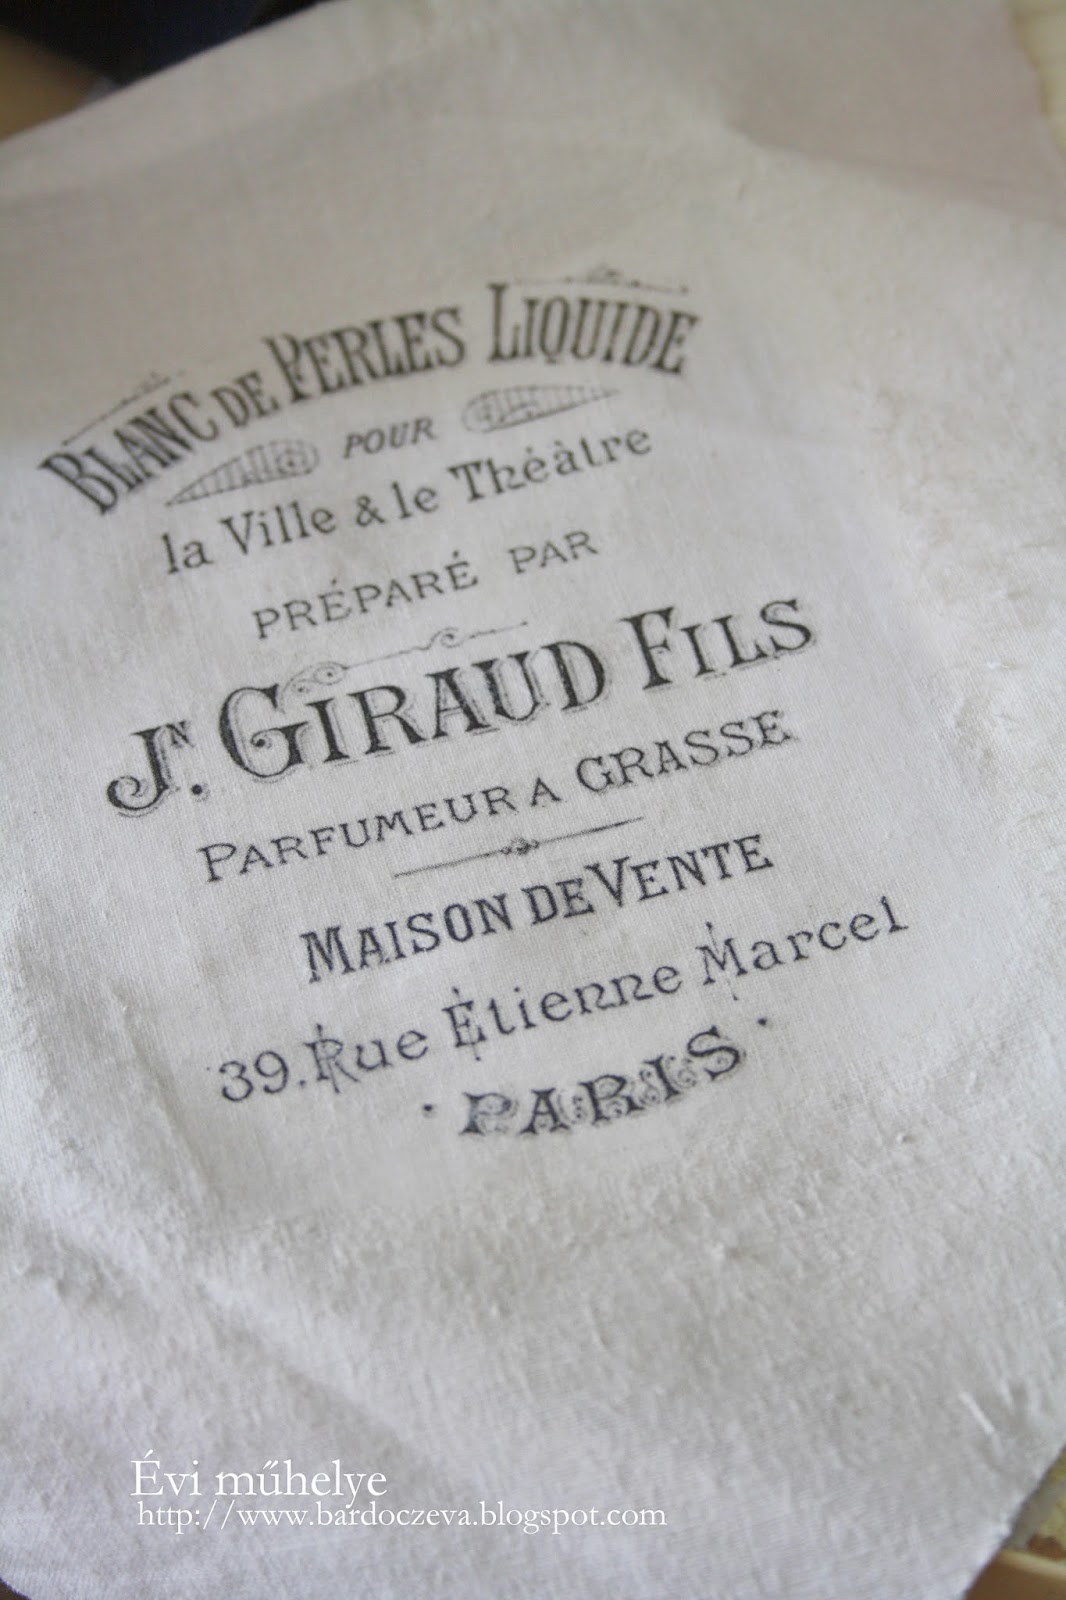 BLANC DE PERLES LIQUIDE
POUR
la Ville & le Théàtre
PRÉPARÉ PAR
JN. GIRAUD FILS
PARFUMEUR A GRASSE
MAISON DE VENTE
39. Rue Étienne Marcel
· PARIS ·
Évi műhelye
http://www.bardoczeva.blogspot.com